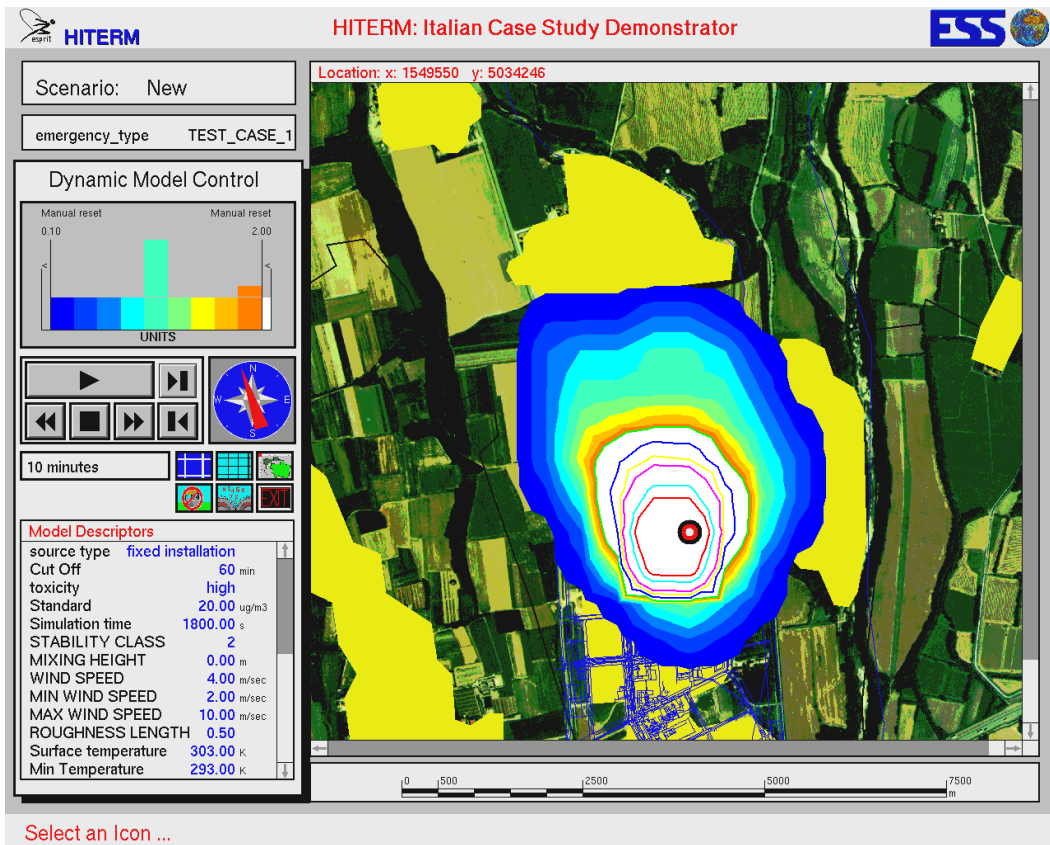 esprit HITERM
HITERM: Italian Case Study Demonstrator
ESS
Scenario: New
emergency_type TEST_CASE_1
Dynamic Model Control
Manual reset Manual reset
0.10 2.00
< <
UNITS
N
W E
S
10 minutes
EXIT
Model Descriptors
source type fixed installation
Cut Off 60 min
toxicity high
Standard 20.00 ug/m3
Simulation time 1800.00 s
STABILITY CLASS 2
MIXING HEIGHT 0.00 m
WIND SPEED 4.00 m/sec
MIN WIND SPEED 2.00 m/sec
MAX WIND SPEED 10.00 m/sec
ROUGHNESS LENGTH 0.50
Surface temperature 303.00 K
Min Temperature 293.00 K
Location: x: 1549550 y: 5034246
0 500 2500 5000 7500
m
Select an Icon ...